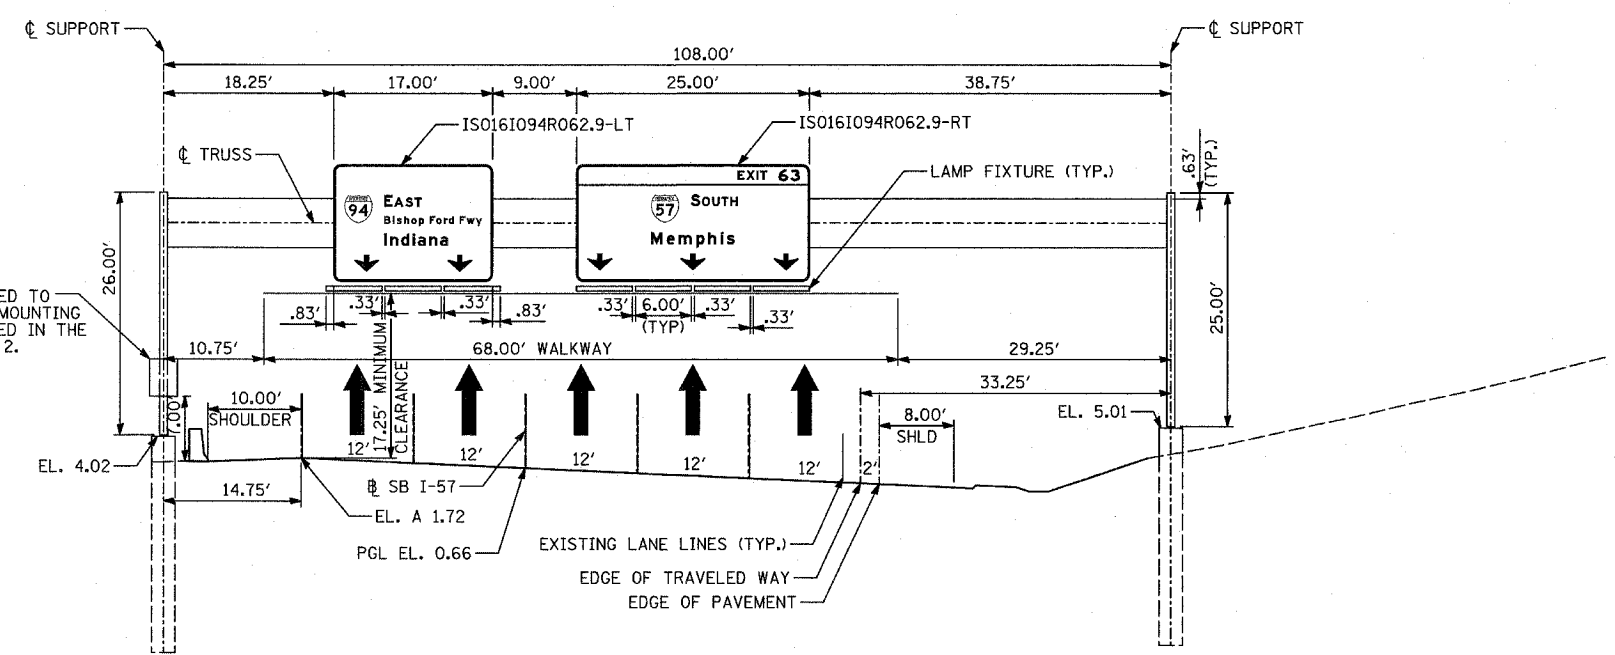 ℄ SUPPORT
℄ SUPPORT
108.00'
18.25'
17.00'
9.00'
25.00'
38.75'
IS016I094R062.9-LT
IS016I094R062.9-RT
℄ TRUSS
LAMP FIXTURE (TYP.)
.63'
(TYP.)
EXIT 63
94
EAST
Bishop Ford Fwy
Indiana
57
SOUTH
Memphis
26.00'
25.00'
ED TO
MOUNTING
ED IN THE
2.
.83'
.33'
.33'
.83'
.33'
6.00'
(TYP)
.33'
.33'
17.25' MINIMUM
CLEARANCE
10.75'
68.00' WALKWAY
29.25'
33.25'
7.00'
10.00'
SHOULDER
8.00'
SHLD
EL. 5.01
12'
12'
12'
12'
12'
2'
EL. 4.02
14.75'
℄ SB I-57
EL. A 1.72
PGL EL. 0.66
EXISTING LANE LINES (TYP.)
EDGE OF TRAVELED WAY
EDGE OF PAVEMENT